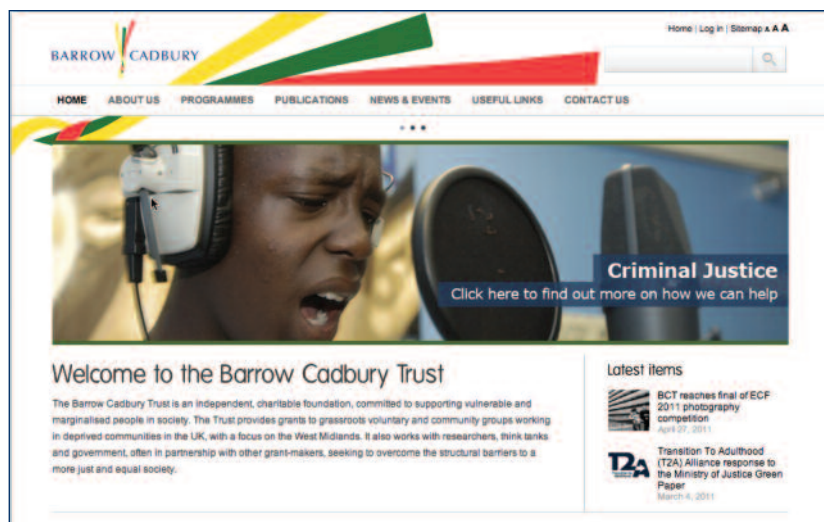 Home | Log in | Sitemap A A A
BARROW CADBURY
HOME ABOUT US PROGRAMMES PUBLICATIONS NEWS & EVENTS USEFUL LINKS CONTACT US
Criminal Justice
Click here to find out more on how we can help
Welcome to the Barrow Cadbury Trust
The Barrow Cadbury Trust is an independent, charitable foundation, committed to supporting vulnerable and
marginalised people in society. The Trust provides grants to grassroots voluntary and community groups working
in deprived communities in the UK, with a focus on the West Midlands. It also works with researchers, think tanks
and government, often in partnership with other grant-makers, seeking to overcome the structural barriers to a
more just and equal society.
Latest items
BCT reaches final of ECF
2011 photography
competition
April 27, 2011
T2A
Transition To Adulthood
(T2A) Alliance response to
the Ministry of Justice Green
Paper
March 4, 2011